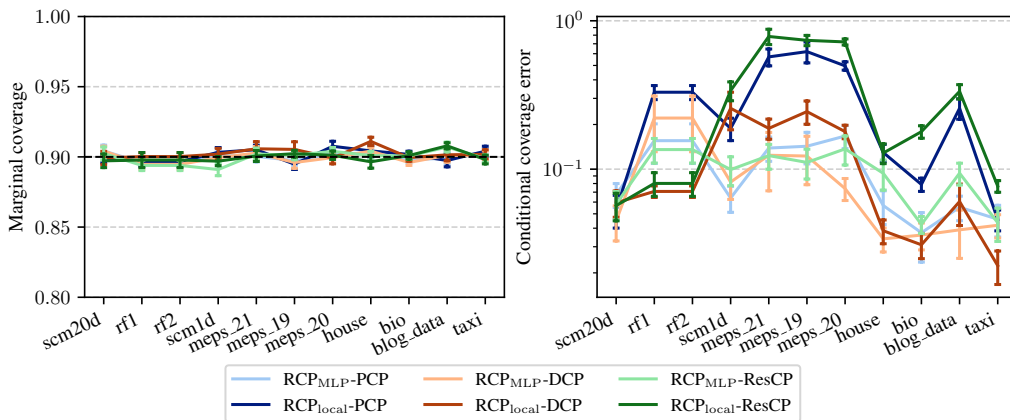 1.00
0.95
0.90
0.85
0.80
Marginal coverage
scm20d
rf1
rf2
scm1d
meps_21
meps_19
meps_20
house
bio
blog_data
taxi
10⁰
10⁻¹
Conditional coverage error
scm20d
rf1
rf2
scm1d
meps_21
meps_19
meps_20
house
bio
blog_data
taxi
RCP_MLP-PCP
RCP_MLP-DCP
RCP_MLP-ResCP
RCP_local-PCP
RCP_local-DCP
RCP_local-ResCP